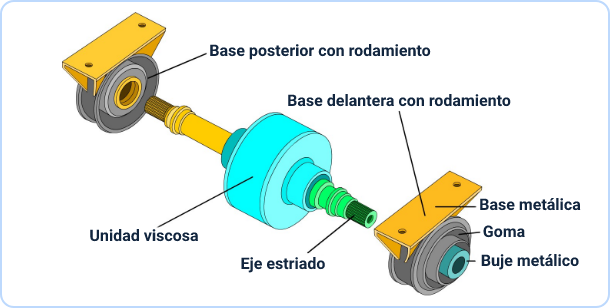 Base posterior con rodamiento
Base delantera con rodamiento
Base metálica
Goma
Buje metálico
Unidad viscosa
Eje estriado